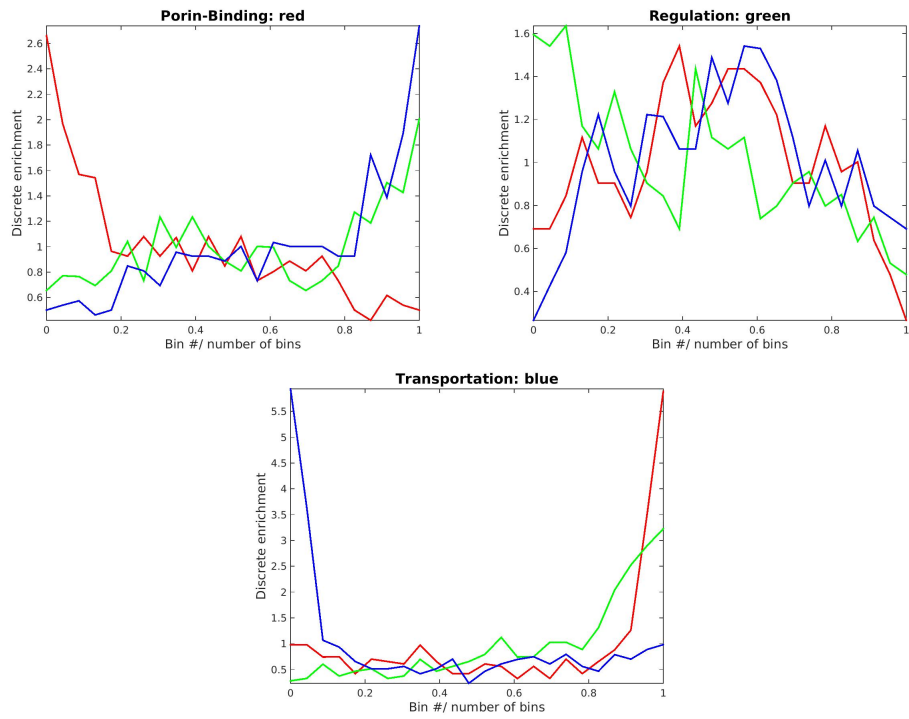 Porin-Binding: red
2.6
2.4
2.2
2
1.8
1.6
1.4
1.2
1
0.8
0.6
Discrete enrichment
0 0.2 0.4 0.6 0.8 1
Bin #/ number of bins
Regulation: green
1.6
1.4
1.2
1
0.8
0.6
0.4
Discrete enrichment
0 0.2 0.4 0.6 0.8 1
Bin #/ number of bins
Transportation: blue
5.5
5
4.5
4
3.5
3
2.5
2
1.5
1
0.5
Discrete enrichment
0 0.2 0.4 0.6 0.8 1
Bin #/ number of bins